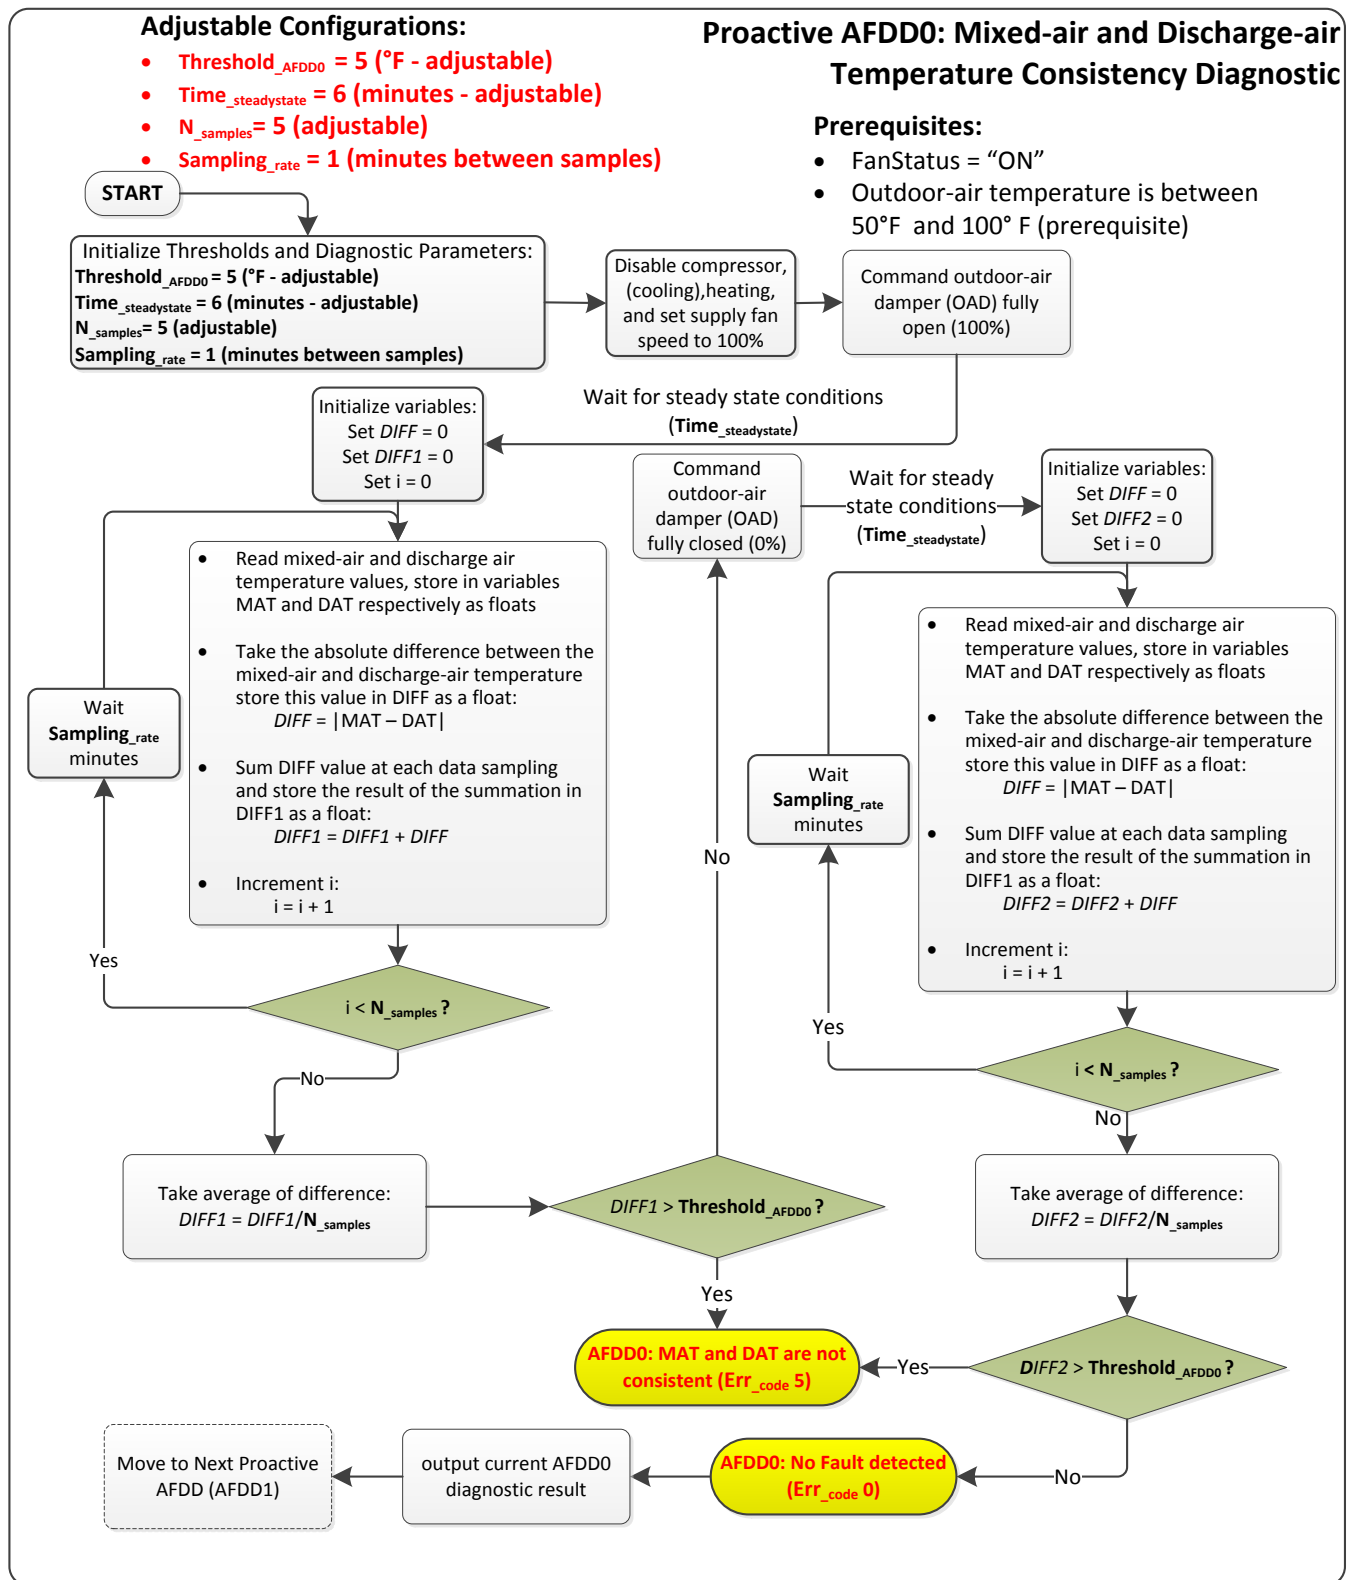 Adjustable Configurations:
• Threshold_AFDD0 = 5 (°F - adjustable)
• Time_steadystate = 6 (minutes - adjustable)
• N_samples= 5 (adjustable)
• Sampling_rate = 1 (minutes between samples)
Proactive AFDD0: Mixed-air and Discharge-air
Temperature Consistency Diagnostic
Prerequisites:
• FanStatus = “ON”
• Outdoor-air temperature is between
50°F and 100° F (prerequisite)
START
Initialize Thresholds and Diagnostic Parameters:
Threshold_AFDD0 = 5 (°F - adjustable)
Time_steadystate = 6 (minutes - adjustable)
N_samples= 5 (adjustable)
Sampling_rate = 1 (minutes between samples)
Disable compressor,
(cooling),heating,
and set supply fan
speed to 100%
Command outdoor-air
damper (OAD) fully
open (100%)
Wait for steady state conditions
(Time_steadystate)
Initialize variables:
Set DIFF = 0
Set DIFF1 = 0
Set i = 0
• Read mixed-air and discharge air
temperature values, store in variables
MAT and DAT respectively as floats
• Take the absolute difference between the
mixed-air and discharge-air temperature
store this value in DIFF as a float:
DIFF = |MAT – DAT|
• Sum DIFF value at each data sampling
and store the result of the summation in
DIFF1 as a float:
DIFF1 = DIFF1 + DIFF
• Increment i:
i = i + 1
Wait
Sampling_rate
minutes
Yes
i < N_samples ?
No
Take average of difference:
DIFF1 = DIFF1/N_samples
DIFF1 > Threshold_AFDD0 ?
No
Yes
Command
outdoor-air
damper (OAD)
fully closed (0%)
Wait for steady
state conditions
(Time_steadystate)
Initialize variables:
Set DIFF = 0
Set DIFF2 = 0
Set i = 0
• Read mixed-air and discharge air
temperature values, store in variables
MAT and DAT respectively as floats
• Take the absolute difference between the
mixed-air and discharge-air temperature
store this value in DIFF as a float:
DIFF = |MAT – DAT|
• Sum DIFF value at each data sampling
and store the result of the summation in
DIFF1 as a float:
DIFF2 = DIFF2 + DIFF
• Increment i:
i = i + 1
Wait
Sampling_rate
minutes
Yes
i < N_samples ?
No
Take average of difference:
DIFF2 = DIFF2/N_samples
DIFF2 > Threshold_AFDD0 ?
Yes
AFDD0: MAT and DAT are not
consistent (Err_code 5)
No
AFDD0: No Fault detected
(Err_code 0)
output current AFDD0
diagnostic result
Move to Next Proactive
AFDD (AFDD1)